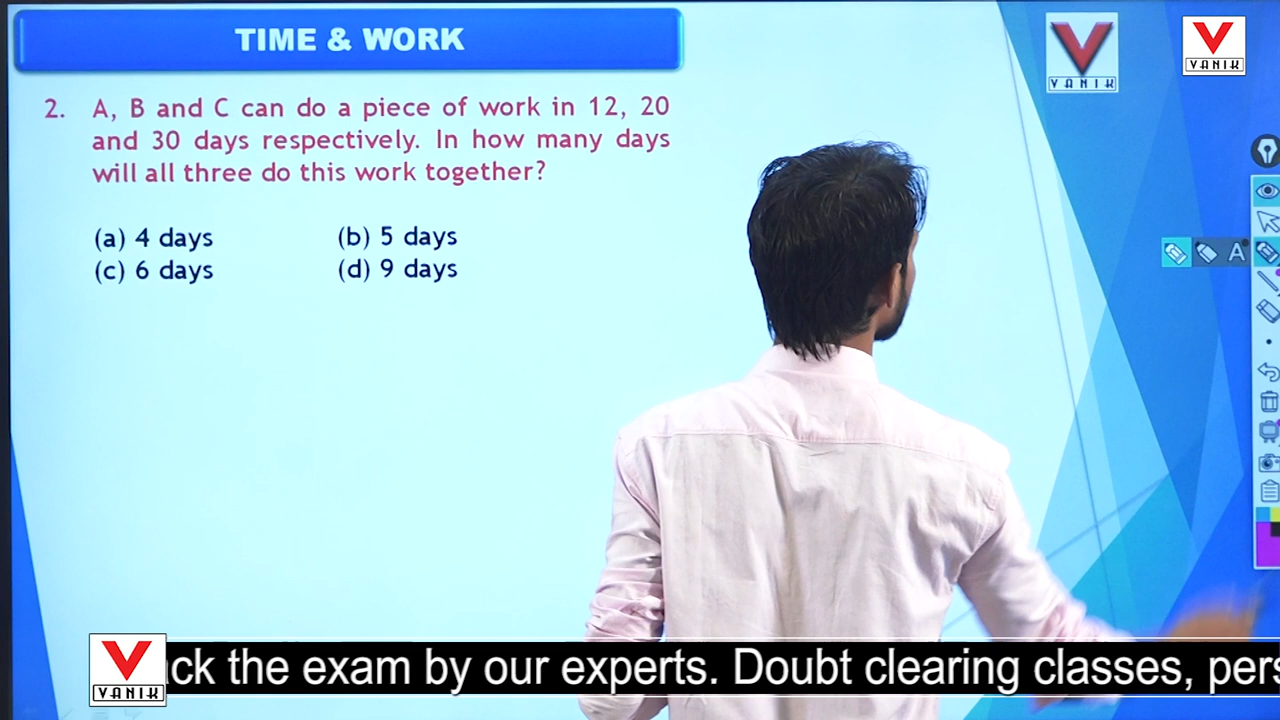 TIME & WORK
VANIK
VANIK
2. A, B and C can do a piece of work in 12, 20
and 30 days respectively. In how many days
will all three do this work together?
(a) 4 days (b) 5 days
(c) 6 days (d) 9 days
A
VANIK
ck the exam by our experts. Doubt clearing classes, pers